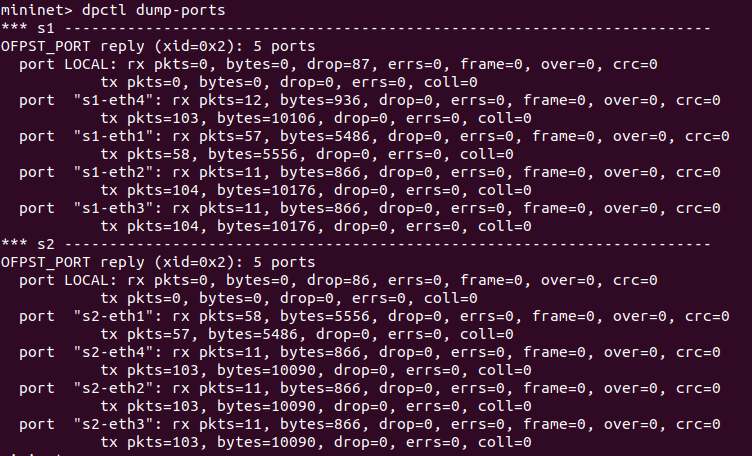 mininet> dpctl dump-ports
*** s1 ------------------------------------------------------------------------
OFPST_PORT reply (xid=0x2): 5 ports
  port LOCAL: rx pkts=0, bytes=0, drop=87, errs=0, frame=0, over=0, crc=0
           tx pkts=0, bytes=0, drop=0, errs=0, coll=0
  port  "s1-eth4": rx pkts=12, bytes=936, drop=0, errs=0, frame=0, over=0, crc=0
           tx pkts=103, bytes=10106, drop=0, errs=0, coll=0
  port  "s1-eth1": rx pkts=57, bytes=5486, drop=0, errs=0, frame=0, over=0, crc=0
           tx pkts=58, bytes=5556, drop=0, errs=0, coll=0
  port  "s1-eth2": rx pkts=11, bytes=866, drop=0, errs=0, frame=0, over=0, crc=0
           tx pkts=104, bytes=10176, drop=0, errs=0, coll=0
  port  "s1-eth3": rx pkts=11, bytes=866, drop=0, errs=0, frame=0, over=0, crc=0
           tx pkts=104, bytes=10176, drop=0, errs=0, coll=0
*** s2 ------------------------------------------------------------------------
OFPST_PORT reply (xid=0x2): 5 ports
  port LOCAL: rx pkts=0, bytes=0, drop=86, errs=0, frame=0, over=0, crc=0
           tx pkts=0, bytes=0, drop=0, errs=0, coll=0
  port  "s2-eth1": rx pkts=58, bytes=5556, drop=0, errs=0, frame=0, over=0, crc=0
           tx pkts=57, bytes=5486, drop=0, errs=0, coll=0
  port  "s2-eth4": rx pkts=11, bytes=866, drop=0, errs=0, frame=0, over=0, crc=0
           tx pkts=103, bytes=10090, drop=0, errs=0, coll=0
  port  "s2-eth2": rx pkts=11, bytes=866, drop=0, errs=0, frame=0, over=0, crc=0
           tx pkts=103, bytes=10090, drop=0, errs=0, coll=0
  port  "s2-eth3": rx pkts=11, bytes=866, drop=0, errs=0, frame=0, over=0, crc=0
           tx pkts=103, bytes=10090, drop=0, errs=0, coll=0